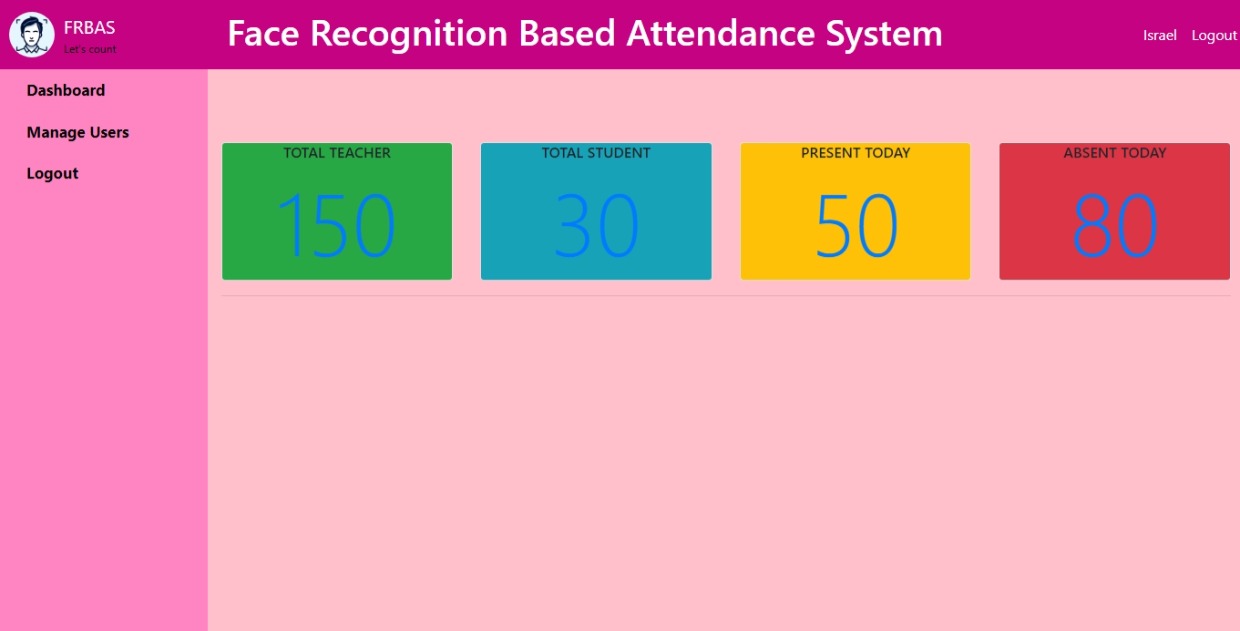 FRBAS
Let's count
Face Recognition Based Attendance System
Israel Logout
Dashboard
Manage Users
Logout
TOTAL TEACHER
150
TOTAL STUDENT
30
PRESENT TODAY
50
ABSENT TODAY
80